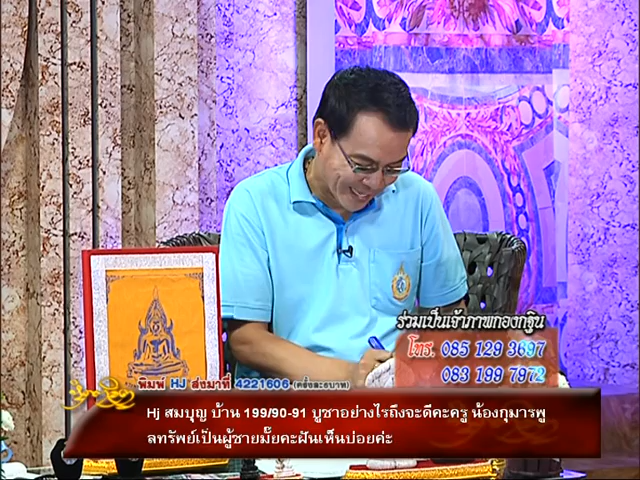 ร่วมเป็นเจ้าภาพกองกฐิน
โทร. 085 129 3697
083 199 7972
พิมพ์ HJ ส่งมาที่ 4221606 (ครั้งละ6บาท)
Hj สมบุญ บ้าน 199/90-91 บูชาอย่างไรถึงจะดีคะครู น้องกุมารพู
ลทรัพย์เป็นผู้ชายมั๊ยคะฝันเห็นบ่อยค่ะ